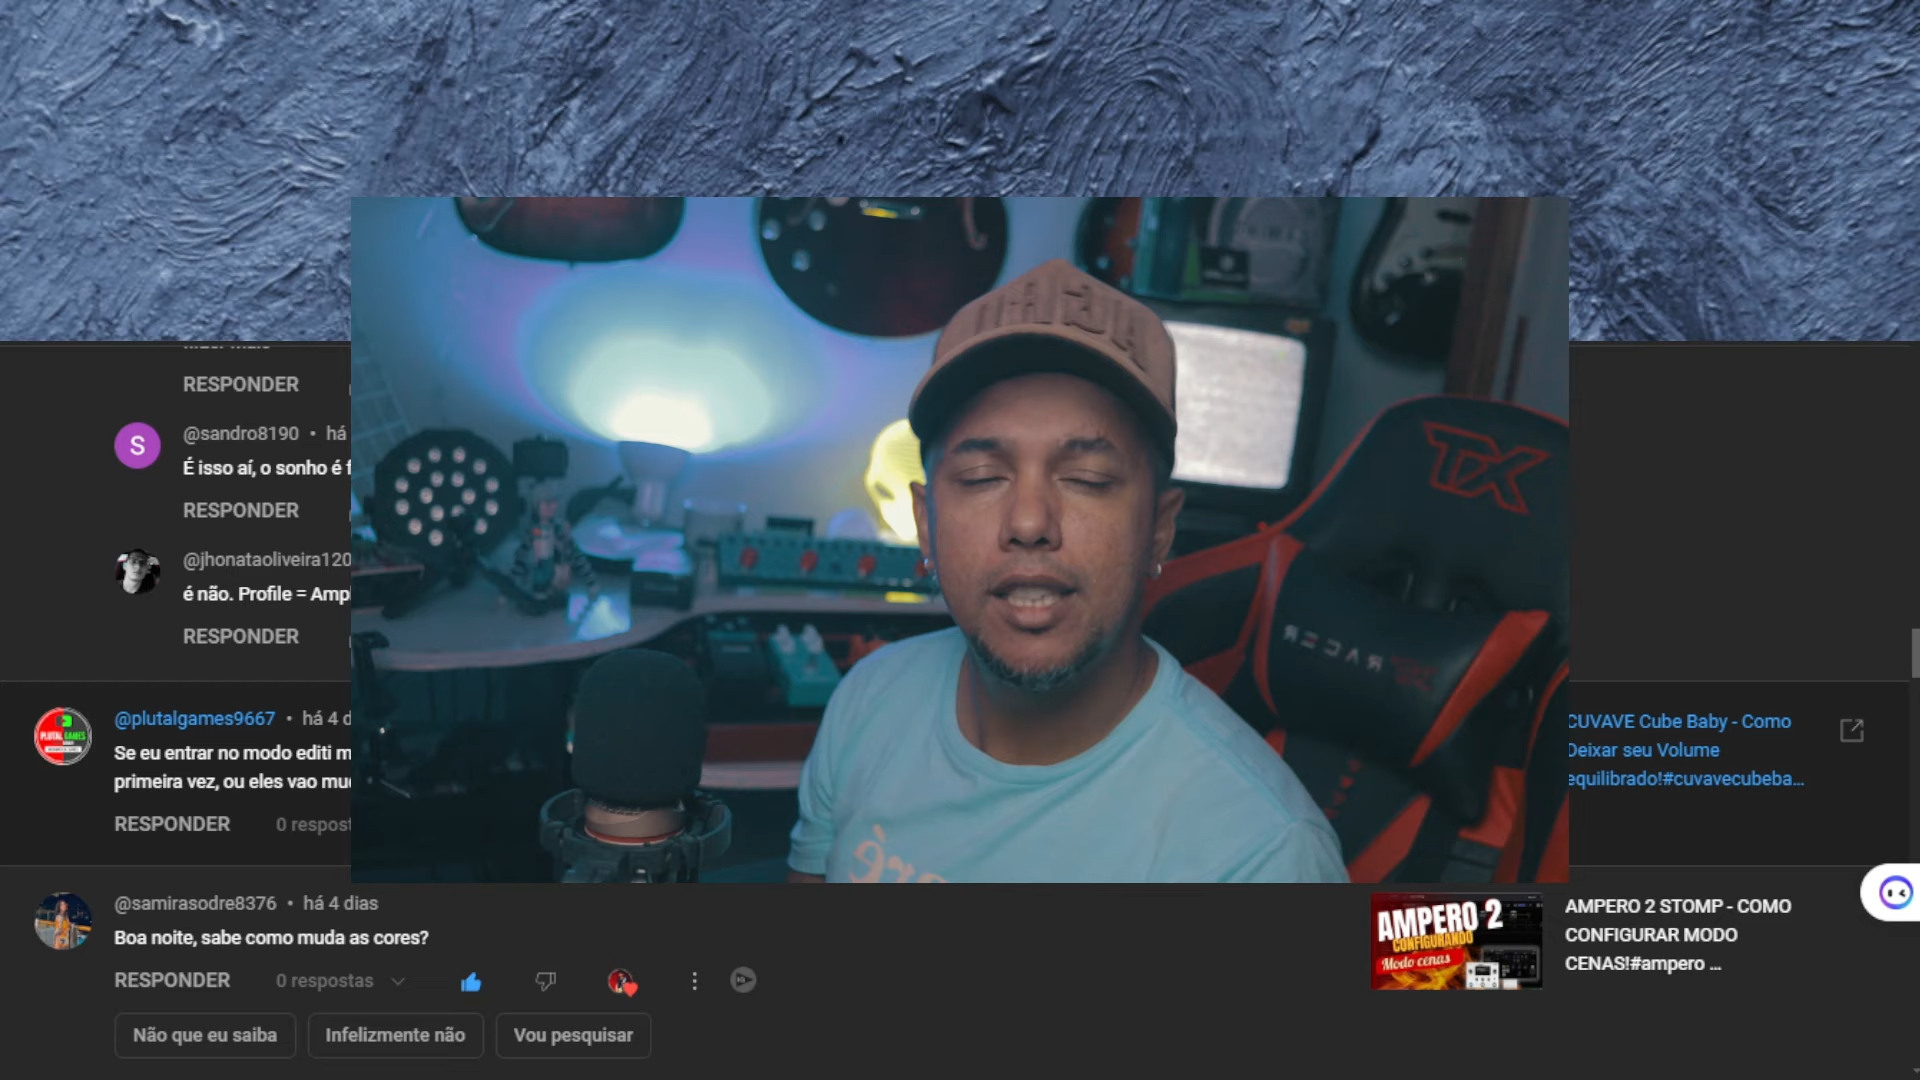 RESPONDER
@sandro8190 • há
É isso aí, o sonho é f
RESPONDER
@jhonataoliveira120
é não. Profile = Amp
RESPONDER
TX
RACER
@plutalgames9667 • há 4 d
Se eu entrar no modo editi m
primeira vez, ou eles vao mu
RESPONDER
0 respost
CUVAVE Cube Baby - Como
Deixar seu Volume
equilibrado!#cuvavecubeba...
@samirasodre8376 • há 4 dias
Boa noite, sabe como muda as cores?
RESPONDER
0 respostas
Não que eu saiba
Infelizmente não
Vou pesquisar
AMPERO 2
CONFIGURANDO
Modo cenas
AMPERO 2 STOMP - COMO
CONFIGURAR MODO
CENAS!#ampero ...